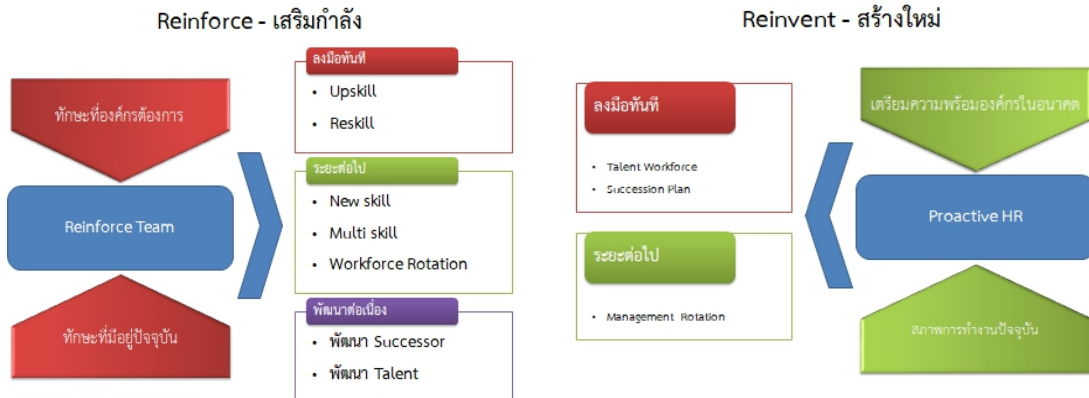 Reinforce - เสริมกำลัง
ทักษะที่องค์กรต้องการ
Reinforce Team
ทักษะที่มีอยู่ปัจจุบัน
ลงมือทันที
• Upskill
• Reskill
ระยะต่อไป
• New skill
• Multi skill
• Workforce Rotation
พัฒนาต่อเนื่อง
• พัฒนา Successor
• พัฒนา Talent
Reinvent - สร้างใหม่
ลงมือทันที
• Talent Workforce
• Succession Plan
ระยะต่อไป
• Management Rotation
เตรียมความพร้อมองค์กรในอนาคต
Proactive HR
สภาพการทำงานปัจจุบัน